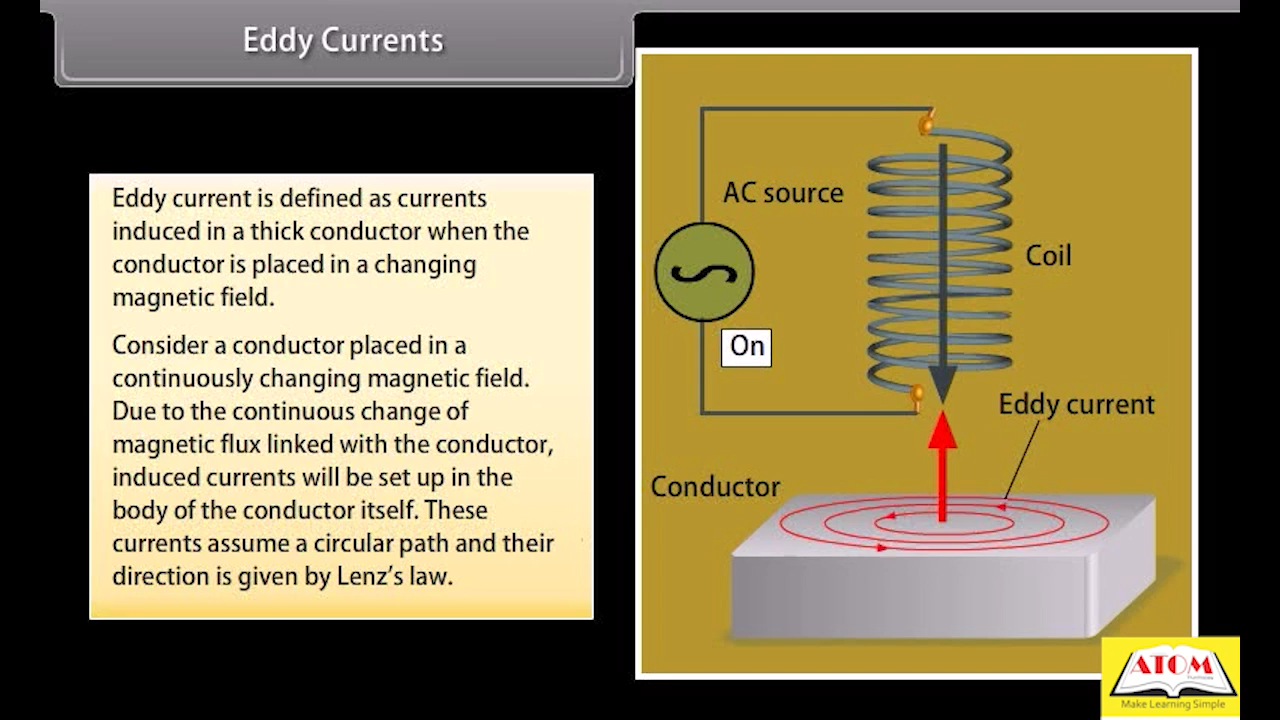 Eddy Currents
Eddy current is defined as currents
induced in a thick conductor when the
conductor is placed in a changing
magnetic field.
Consider a conductor placed in a
continuously changing magnetic field.
Due to the continuous change of
magnetic flux linked with the conductor,
induced currents will be set up in the
body of the conductor itself. These
currents assume a circular path and their
direction is given by Lenz’s law.
AC source
Coil
On
Eddy current
Conductor
ATOM
Make Learning Simple